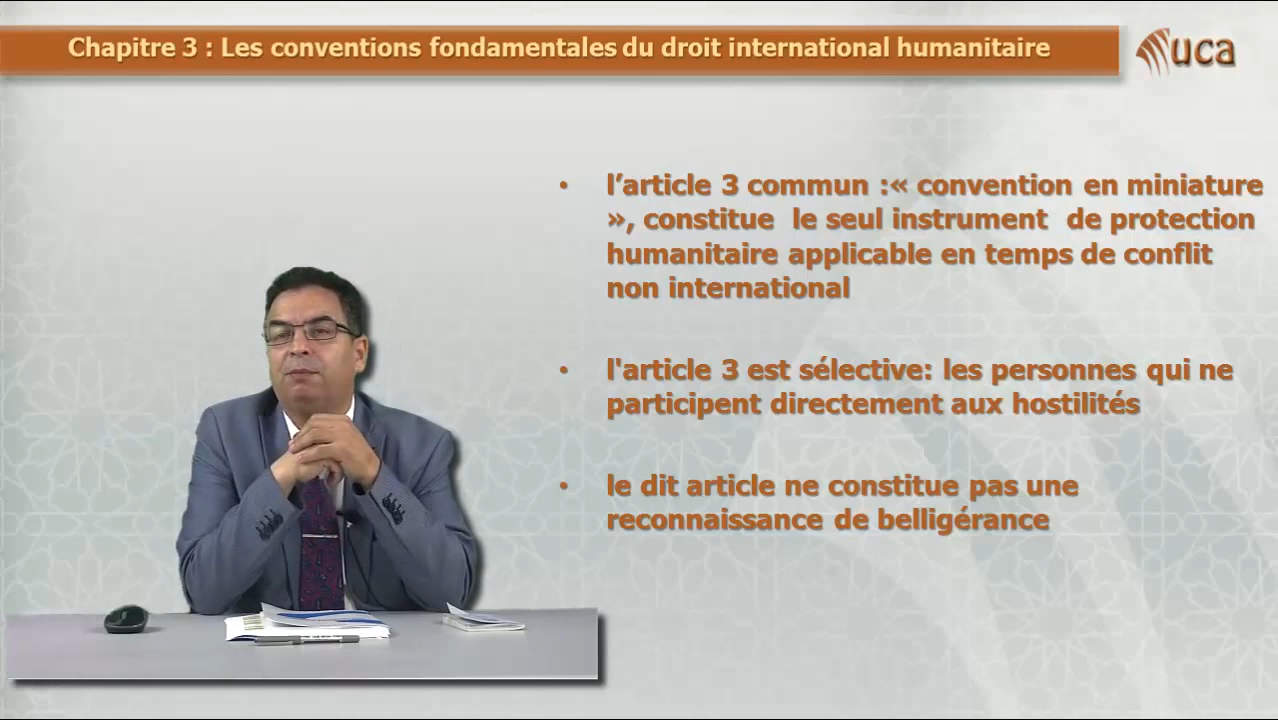 Chapitre 3 : Les conventions fondamentales du droit international humanitaire
uca
• l’article 3 commun :« convention en miniature
», constitue le seul instrument de protection
humanitaire applicable en temps de conflit
non international
• l'article 3 est sélective: les personnes qui ne
participent directement aux hostilités
• le dit article ne constitue pas une
reconnaissance de belligérance